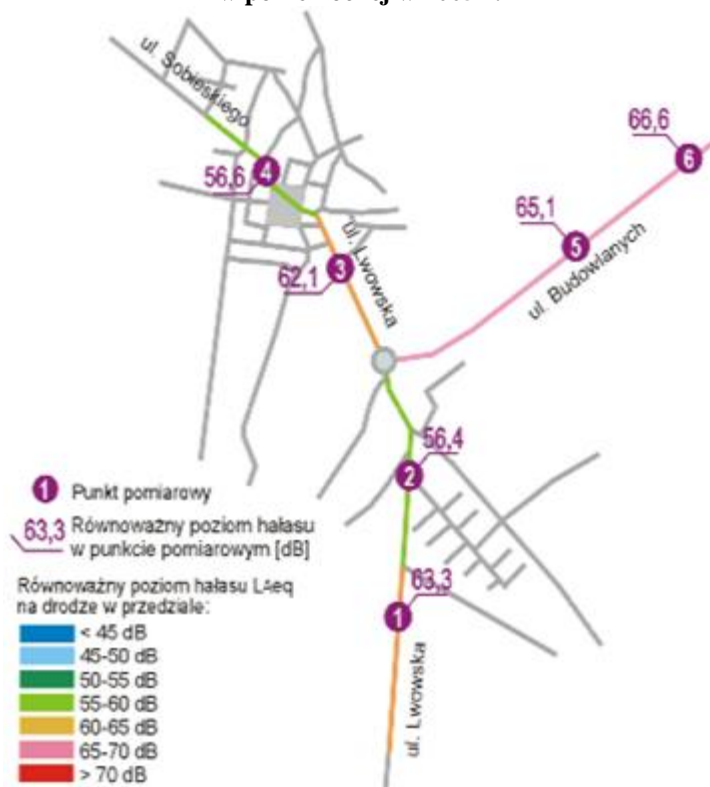 ul. Sobieskiego
66,6
6
4
56,6
65,1
5
ul. Budowlanych
ul. Lwowska
3
62,1
56,4
2
1 Punkt pomiarowy
63,3 Równoważny poziom hałasu
w punkcie pomiarowym [dB]
63,3
1
ul. Lwowska
Równoważny poziom hałasu LAeq
na drodze w przedziale:
< 45 dB
45-50 dB
50-55 dB
55-60 dB
60-65 dB
65-70 dB
> 70 dB